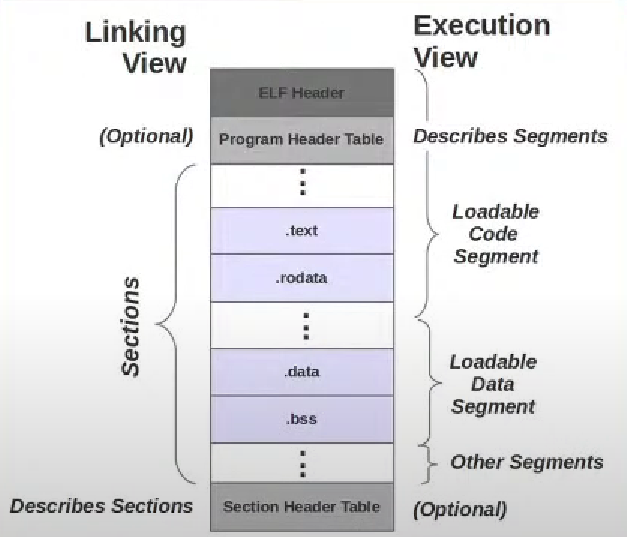 Linking
View
Execution
View
ELF Header
(Optional)
Program Header Table
Describes Segments
.text
Loadable
Code
Segment
.rodata
Sections
.data
Loadable
Data
Segment
.bss
Other Segments
Describes Sections
Section Header Table
(Optional)